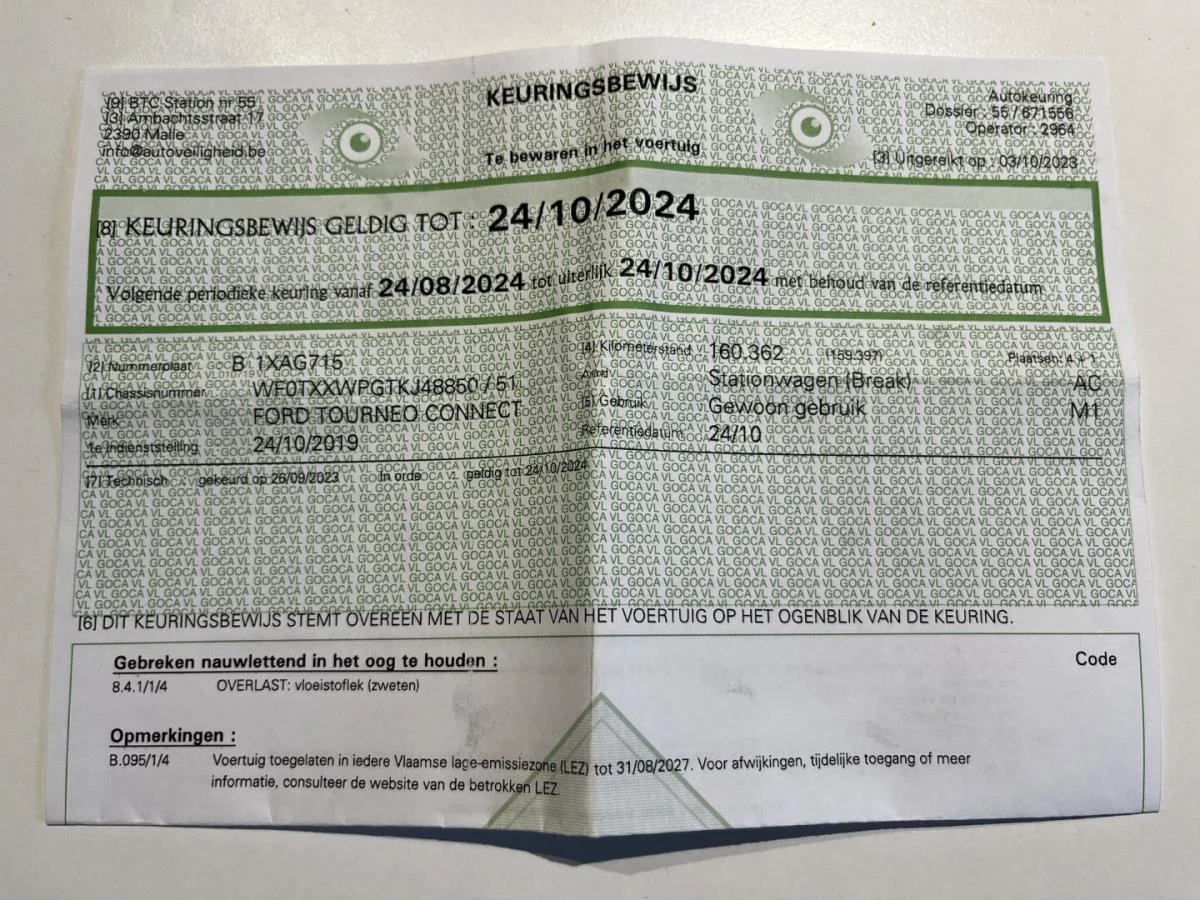 [9] BTC Station nr 55
[3] Ambachtsstraat 17
2390 Malle
info@autoveiligheid.be
KEURINGSBEWIJS
Te bewaren in het voertuig
Autokeuring
Dossier : 55 / 671556
Operator : 2964
[3] Uitgereikt op : 03/10/2023
[8] KEURINGSBEWIJS GELDIG TOT : 24/10/2024
Volgende periodieke keuring vanaf 24/08/2024 tot uiterlijk 24/10/2024 met behoud van de referentiedatum
[2] Nummerplaat B 1XAG715 [4] Kilometerstand 160.362 (159.397) Plaatsen: 4 + 1
[1] Chassisnummer WF0TXXWPGTKJ48850 / 51 Aard Stationwagen (Break) AC
Merk FORD TOURNEO CONNECT [5] Gebruik Gewoon gebruik M1
1e Indienststelling 24/10/2019 Referentiedatum 24/10
[7] Technisch : gekeurd op 26/09/2023 In orde geldig tot 24/10/2024
[6] DIT KEURINGSBEWIJS STEMT OVEREEN MET DE STAAT VAN HET VOERTUIG OP HET OGENBLIK VAN DE KEURING.
Gebreken nauwlettend in het oog te houden : Code
8.4.1/1/4 OVERLAST: vloeistoflek (zweten)
Opmerkingen :
B.095/1/4 Voertuig toegelaten in iedere Vlaamse lage-emissiezone (LEZ) tot 31/08/2027. Voor afwijkingen, tijdelijke toegang of meer
informatie, consulteer de website van de betrokken LEZ.